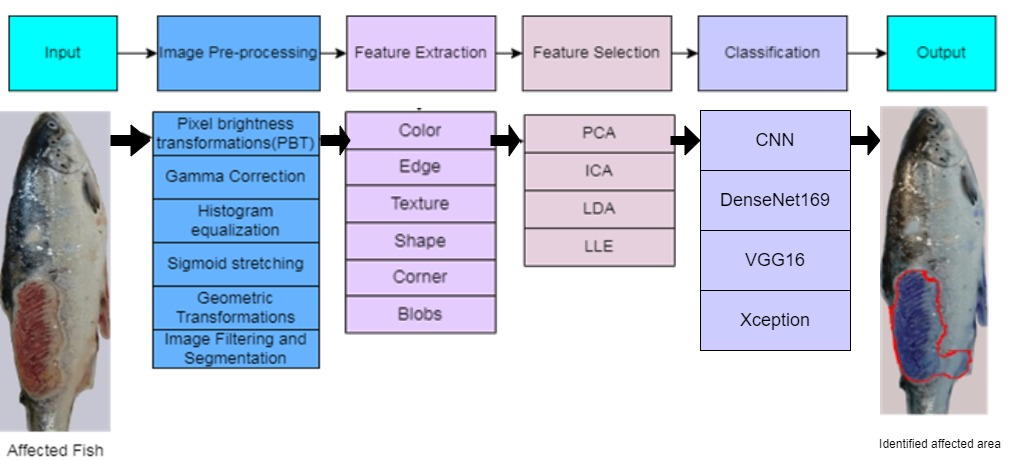 Input
Image Pre-processing
Feature Extraction
Feature Selection
Classification
Output
Pixel brightness
transformations(PBT)
Gamma Correction
Histogram
equalization
Sigmoid stretching
Geometric
Transformations
Image Filtering and
Segmentation
Color
Edge
Texture
Shape
Corner
Blobs
PCA
ICA
LDA
LLE
CNN
DenseNet169
VGG16
Xception
Affected Fish
Identified affected area